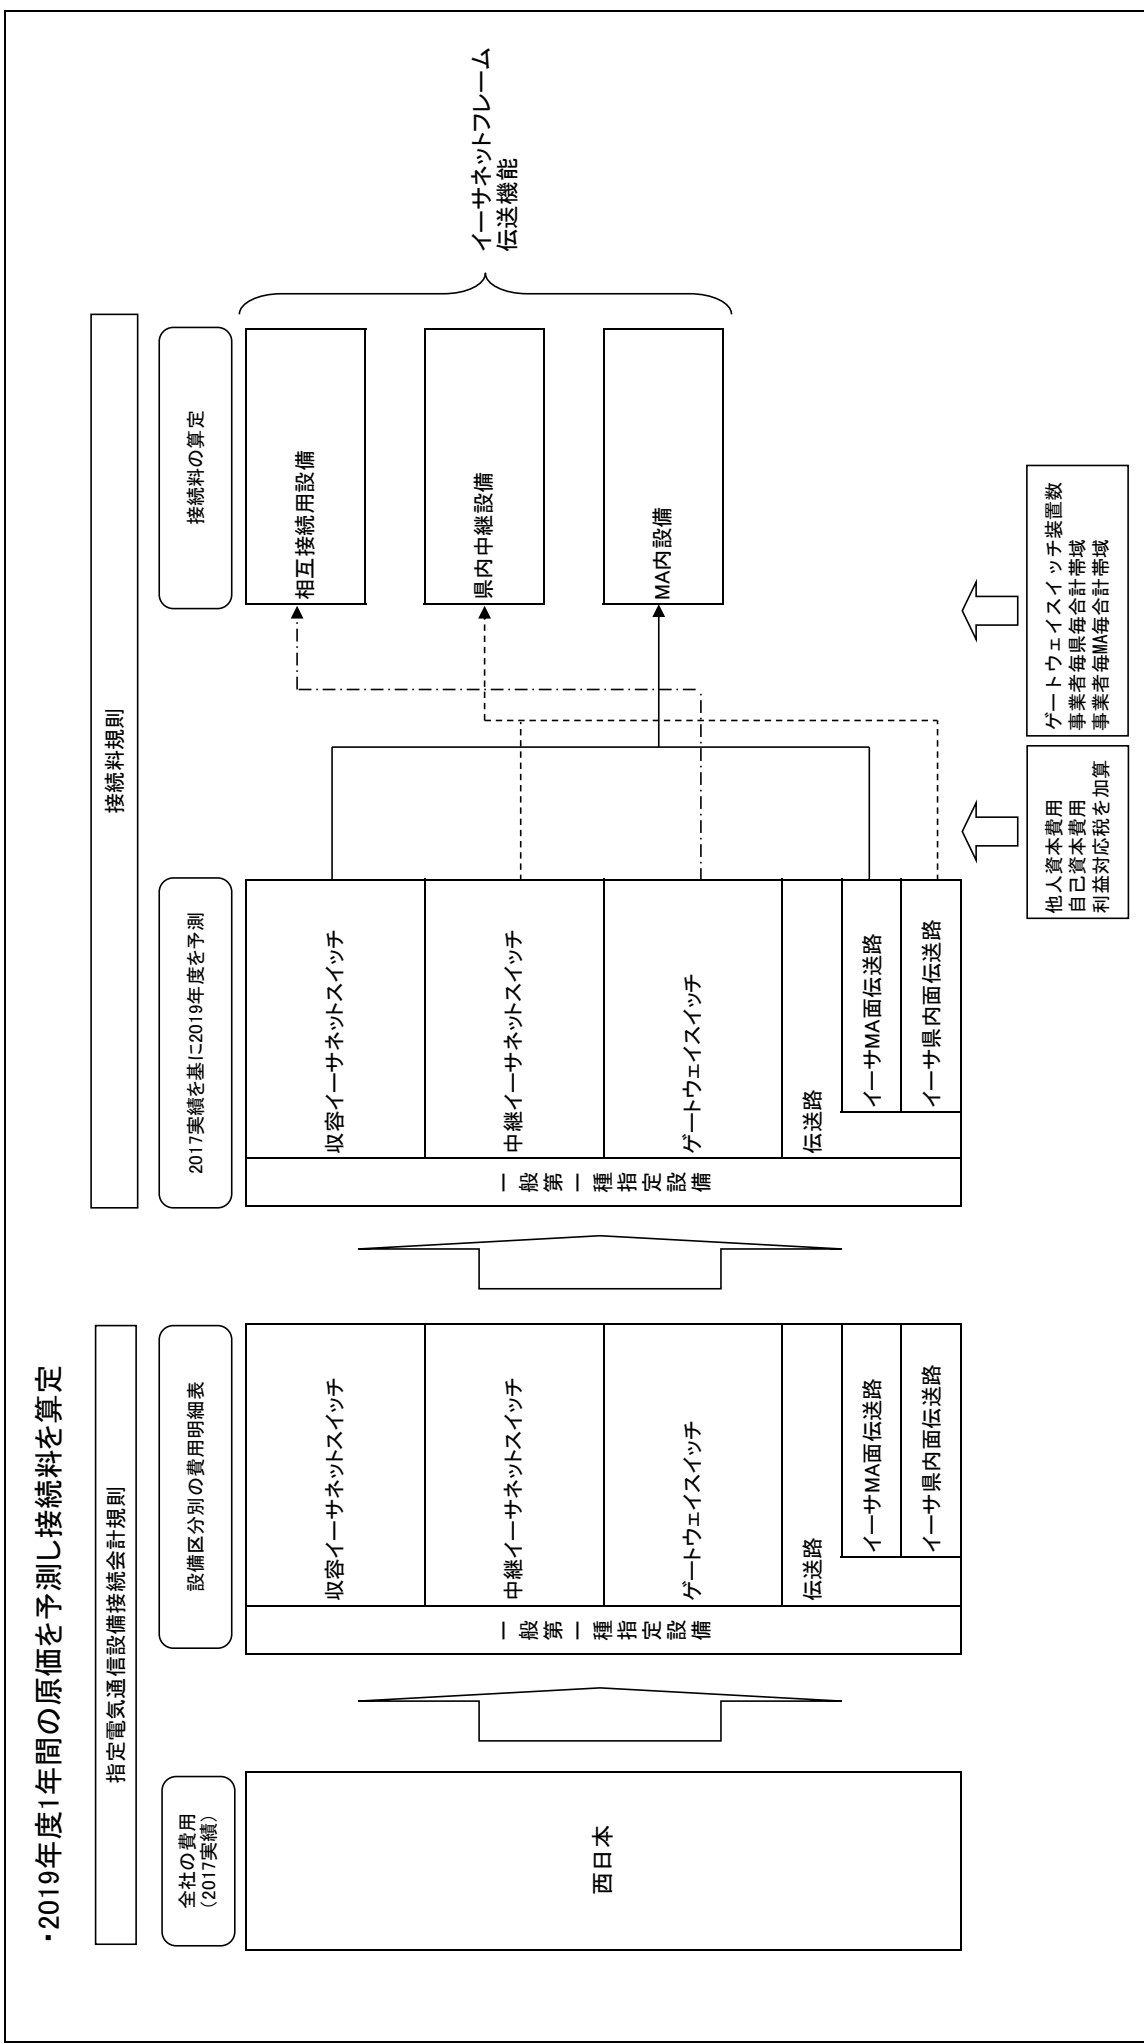 ・2019年度1年間の原価を予測し接続料を算定
指定電気通信設備接続会計規則
接続料規則
全社の費用
（2017実績）
設備区分別の費用明細表
2017実績を基に2019年度を予測
接続料の算定
西日本
一般第一種指定設備
収容イーサネットスイッチ
中継イーサネットスイッチ
ゲートウェイスイッチ
伝送路
イーサMA面伝送路
イーサ県内面伝送路
一般第一種指定設備
収容イーサネットスイッチ
中継イーサネットスイッチ
ゲートウェイスイッチ
伝送路
イーサMA面伝送路
イーサ県内面伝送路
相互接続用設備
県内中継設備
MA内設備
イーサネットフレーム
伝送機能
他人資本費用
自己資本費用
利益対応税を加算
ゲートウェイスイッチ装置数
事業者毎県毎合計帯域
事業者毎MA毎合計帯域